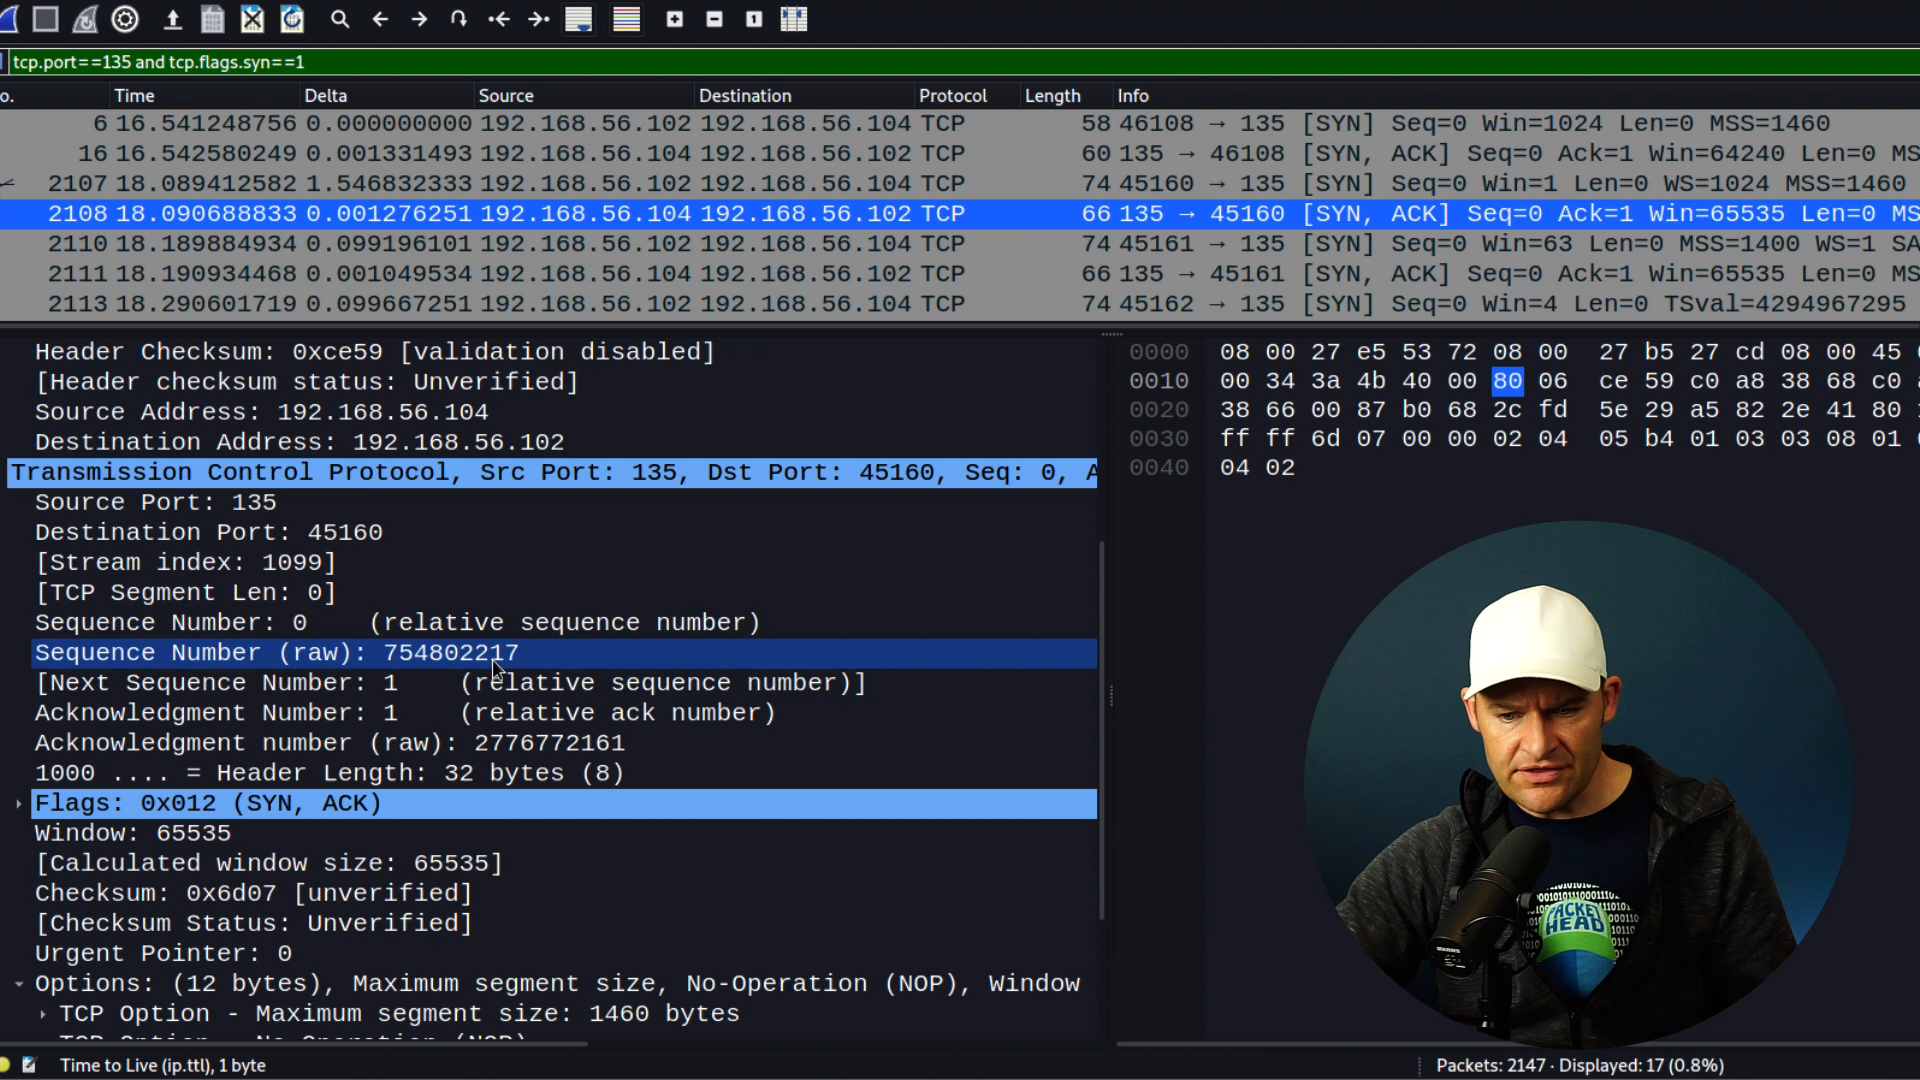 tcp.port==135 and tcp.flags.syn==1
o. Time Delta Source Destination Protocol Length Info
6 16.541248756 0.000000000 192.168.56.102 192.168.56.104 TCP 58 46108 → 135 [SYN] Seq=0 Win=1024 Len=0 MSS=1460
16 16.542580249 0.001331493 192.168.56.104 192.168.56.102 TCP 60 135 → 46108 [SYN, ACK] Seq=0 Ack=1 Win=64240 Len=0 MS
2107 18.089412582 1.546832333 192.168.56.102 192.168.56.104 TCP 74 45160 → 135 [SYN] Seq=0 Win=1 Len=0 WS=1024 MSS=1460
2108 18.090688833 0.001276251 192.168.56.104 192.168.56.102 TCP 66 135 → 45160 [SYN, ACK] Seq=0 Ack=1 Win=65535 Len=0 MS
2110 18.189884934 0.099196101 192.168.56.102 192.168.56.104 TCP 74 45161 → 135 [SYN] Seq=0 Win=63 Len=0 MSS=1400 WS=1 SA
2111 18.190934468 0.001049534 192.168.56.104 192.168.56.102 TCP 66 135 → 45161 [SYN, ACK] Seq=0 Ack=1 Win=65535 Len=0 MS
2113 18.290601719 0.099667251 192.168.56.102 192.168.56.104 TCP 74 45162 → 135 [SYN] Seq=0 Win=4 Len=0 TSval=4294967295
Header Checksum: 0xce59 [validation disabled]
[Header checksum status: Unverified]
Source Address: 192.168.56.104
Destination Address: 192.168.56.102
Transmission Control Protocol, Src Port: 135, Dst Port: 45160, Seq: 0, A
Source Port: 135
Destination Port: 45160
[Stream index: 1099]
[TCP Segment Len: 0]
Sequence Number: 0 (relative sequence number)
Sequence Number (raw): 754802217
[Next Sequence Number: 1 (relative sequence number)]
Acknowledgment Number: 1 (relative ack number)
Acknowledgment number (raw): 2776772161
1000 .... = Header Length: 32 bytes (8)
Flags: 0x012 (SYN, ACK)
Window: 65535
[Calculated window size: 65535]
Checksum: 0x6d07 [unverified]
[Checksum Status: Unverified]
Urgent Pointer: 0
Options: (12 bytes), Maximum segment size, No-Operation (NOP), Window
TCP Option - Maximum segment size: 1460 bytes
TCP Option - No-Operation (NOP)
0000 08 00 27 e5 53 72 08 00 27 b5 27 cd 08 00 45
0010 00 34 3a 4b 40 00 80 06 ce 59 c0 a8 38 68 c0
0020 38 66 00 87 b0 68 2c fd 5e 29 a5 82 2e 41 80
0030 ff ff 6d 07 00 00 02 04 05 b4 01 03 03 08 01
0040 04 02
PACKET
HEAD
Time to Live (ip.ttl), 1 byte
Packets: 2147 · Displayed: 17 (0.8%)